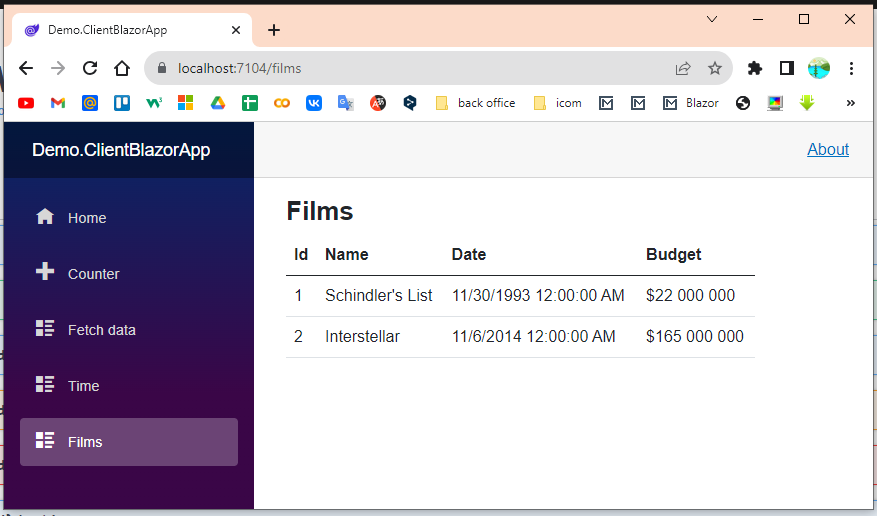 Demo.ClientBlazorApp
localhost:7104/films
back office icom Blazor »
Demo.ClientBlazorApp
About
Home
Counter
Fetch data
Time
Films
Films
Id Name Date Budget
1 Schindler's List 11/30/1993 12:00:00 AM $22 000 000
2 Interstellar 11/6/2014 12:00:00 AM $165 000 000